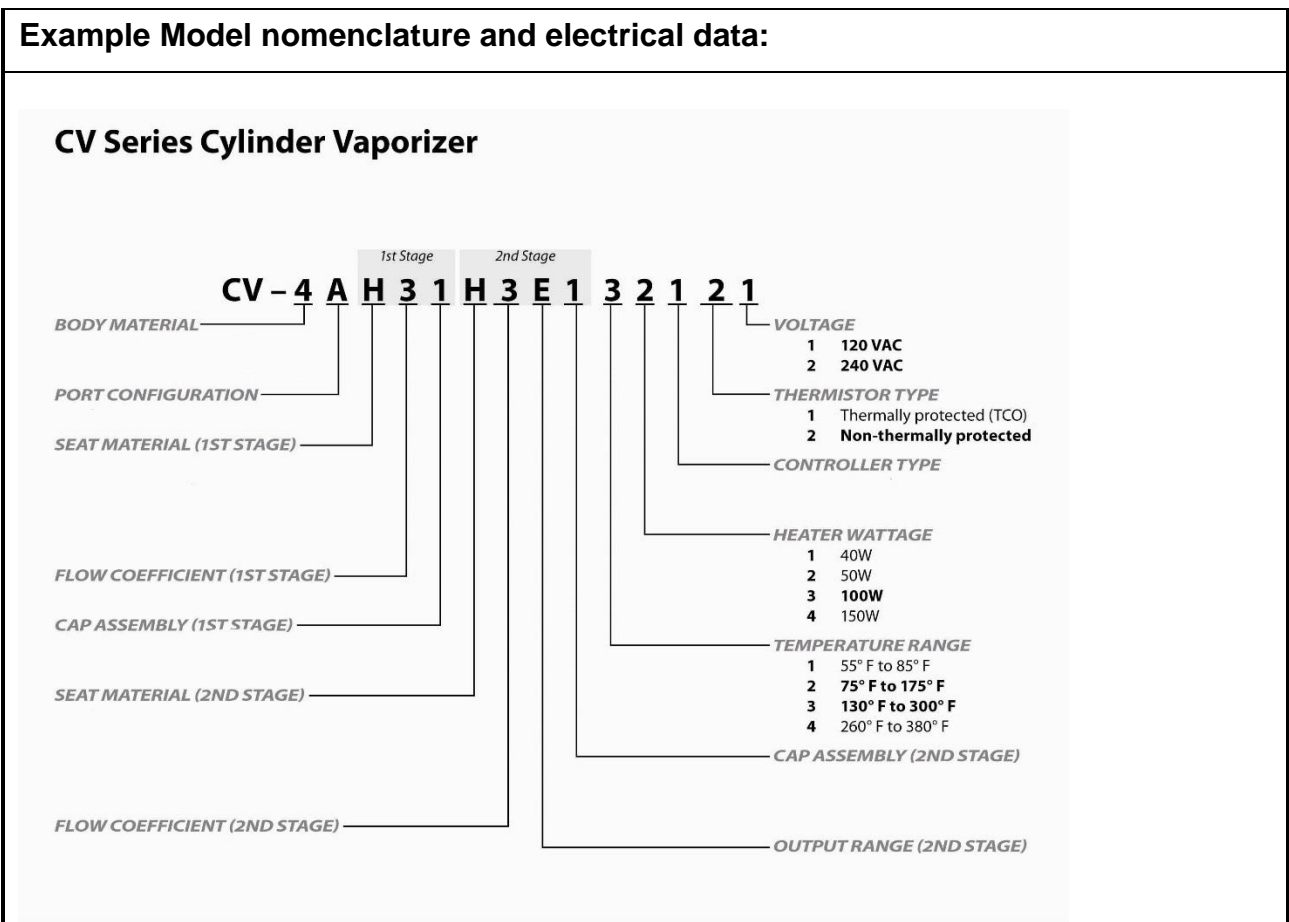 Example Model nomenclature and electrical data:
CV Series Cylinder Vaporizer
1st Stage 2nd Stage
CV – 4 A H 3 1 H 3 E 1 3 2 1 2 1
BODY MATERIAL
PORT CONFIGURATION
SEAT MATERIAL (1ST STAGE)
FLOW COEFFICIENT (1ST STAGE)
CAP ASSEMBLY (1ST STAGE)
SEAT MATERIAL (2ND STAGE)
FLOW COEFFICIENT (2ND STAGE)
VOLTAGE
1 120 VAC
2 240 VAC
THERMISTOR TYPE
1 Thermally protected (TCO)
2 Non-thermally protected
CONTROLLER TYPE
HEATER WATTAGE
1 40W
2 50W
3 100W
4 150W
TEMPERATURE RANGE
1 55° F to 85° F
2 75° F to 175° F
3 130° F to 300° F
4 260° F to 380° F
CAP ASSEMBLY (2ND STAGE)
OUTPUT RANGE (2ND STAGE)